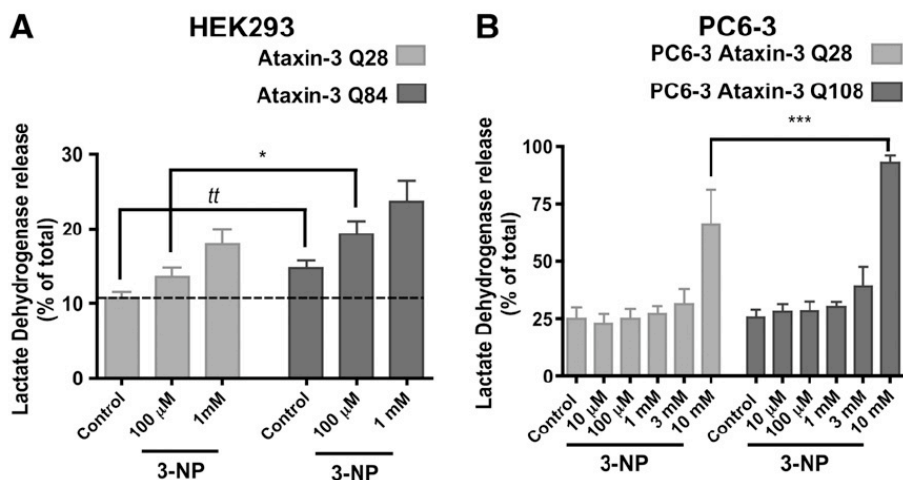 A
HEK293
Ataxin-3 Q28
Ataxin-3 Q84
Lactate Dehydrogenase release
(% of total)
30
20
10
0
*
tt
Control
100 µM
1mM
Control
100 µM
1 mM
3-NP
3-NP
B
PC6-3
PC6-3 Ataxin-3 Q28
PC6-3 Ataxin-3 Q108
Lactate Dehydrogenase release
(% of total)
100
75
50
25
0
***
Control
10 µM
100 µM
1 mM
3 mM
10 mM
Control
10 µM
100 µM
1 mM
3 mM
10 mM
3-NP
3-NP